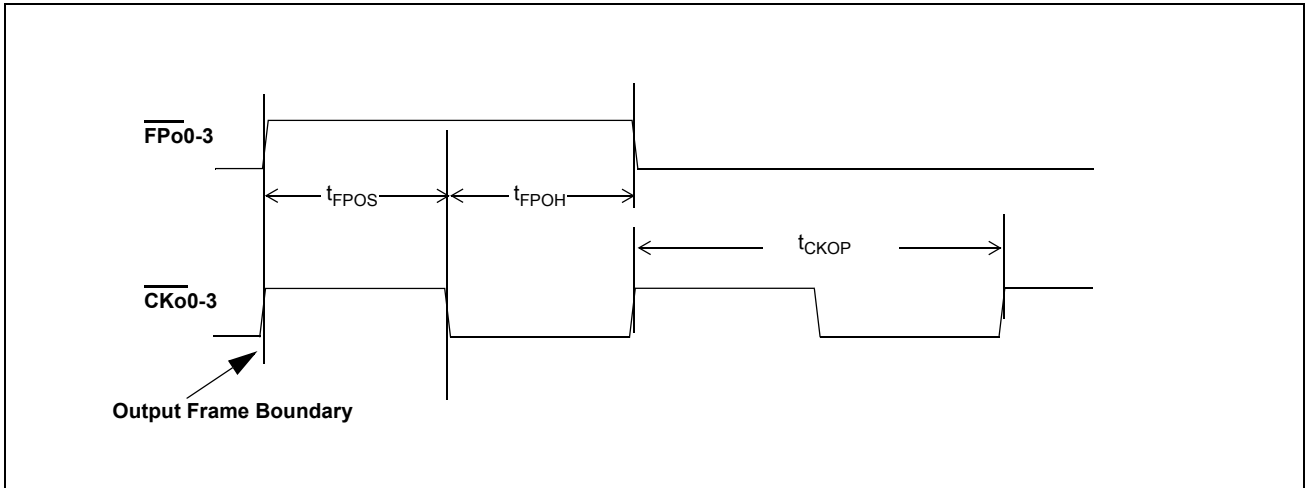 FPo0-3
tFPOS
tFPOH
tCKOP
CKo0-3
Output Frame Boundary